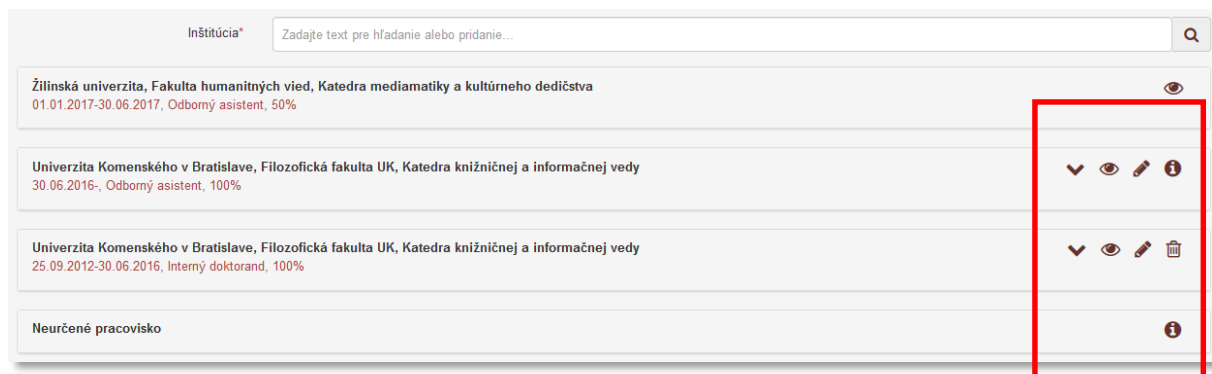 Inštitúcia* Zadajte text pre hľadanie alebo pridanie...
Žilinská univerzita, Fakulta humanitných vied, Katedra mediamatiky a kultúrneho dedičstva
01.01.2017-30.06.2017, Odborný asistent, 50%
Univerzita Komenského v Bratislave, Filozofická fakulta UK, Katedra knižničnej a informačnej vedy
30.06.2016-, Odborný asistent, 100%
Univerzita Komenského v Bratislave, Filozofická fakulta UK, Katedra knižničnej a informačnej vedy
25.09.2012-30.06.2016, Interný doktorand, 100%
Neurčené pracovisko